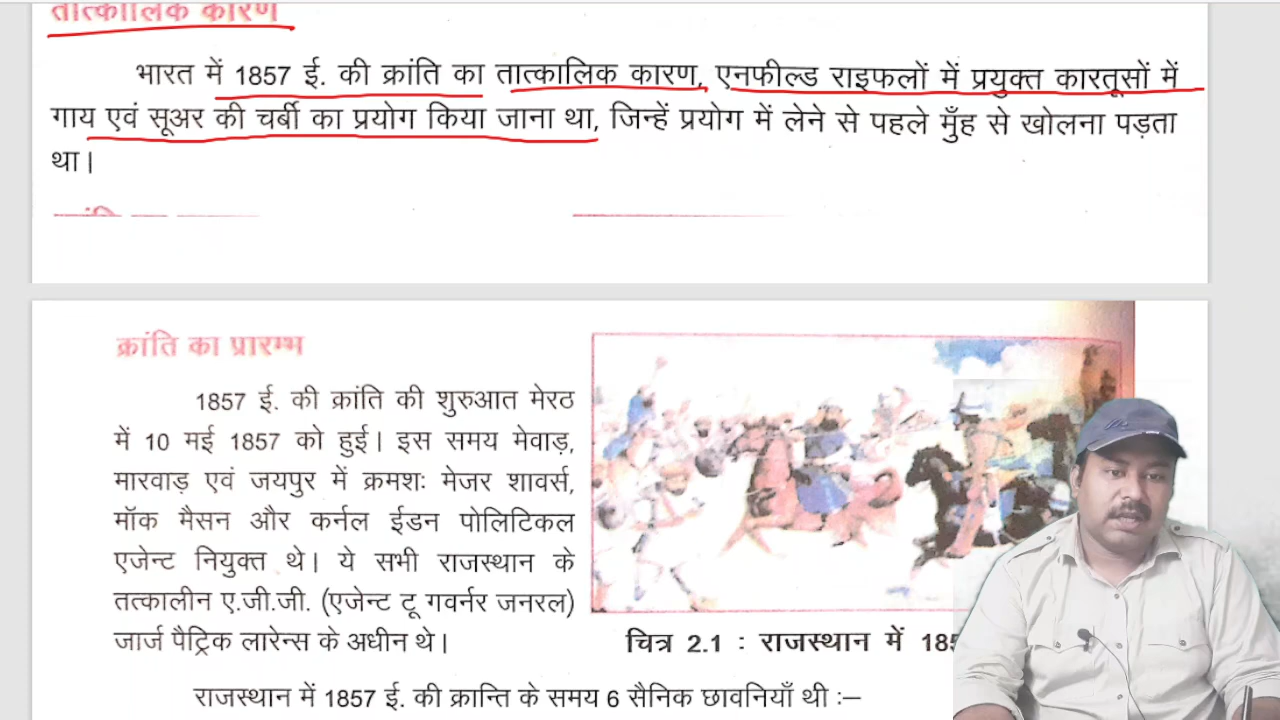 तात्कालिक कारण
भारत में 1857 ई. की क्रांति का तात्कालिक कारण, एनफील्ड राइफलों में प्रयुक्त कारतूसों में
गाय एवं सूअर की चर्बी का प्रयोग किया जाना था, जिन्हें प्रयोग में लेने से पहले मुँह से खोलना पड़ता
था।
क्रांति का प्रारम्भ
1857 ई. की क्रांति की शुरुआत मेरठ
में 10 मई 1857 को हुई। इस समय मेवाड़,
मारवाड़ एवं जयपुर में क्रमशः मेजर शावर्स,
मॉक मैसन और कर्नल ईडन पोलिटिकल
एजेन्ट नियुक्त थे। ये सभी राजस्थान के
तत्कालीन ए.जी.जी. (एजेन्ट टू गवर्नर जनरल)
जार्ज पैट्रिक लारेन्स के अधीन थे।
चित्र 2.1 : राजस्थान में 185
राजस्थान में 1857 ई. की क्रान्ति के समय 6 सैनिक छावनियाँ थी :–